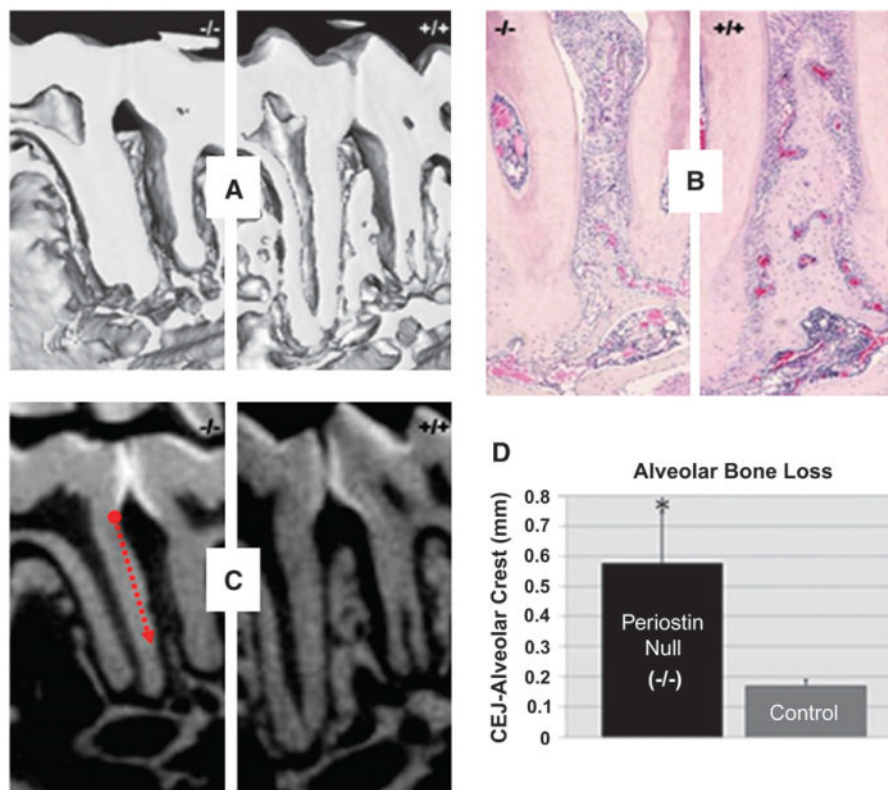 -/-
+/+
A
-/-
+/+
B
-/-
+/+
C
D
Alveolar Bone Loss
CEJ-Alveolar Crest (mm)
0.8
0.7
0.6
0.5
0.4
0.3
0.2
0.1
0
*
Periostin
Null
(-/-)
Control